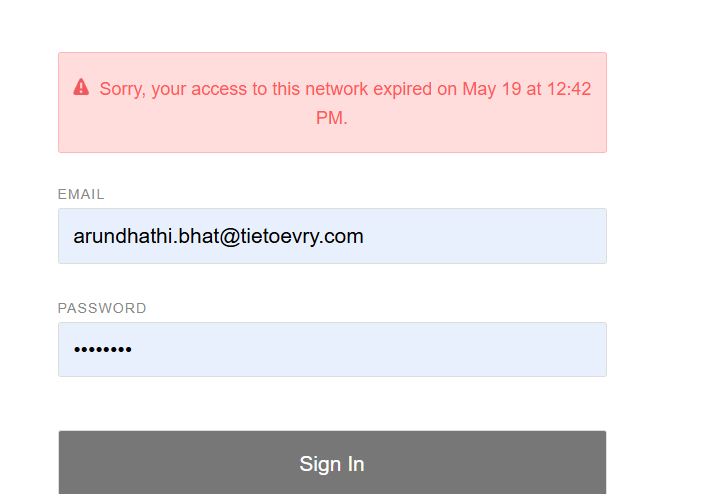 Sorry, your access to this network expired on May 19 at 12:42
PM.
EMAIL
arundhathi.bhat@tietoevry.com
PASSWORD
••••••••
Sign In